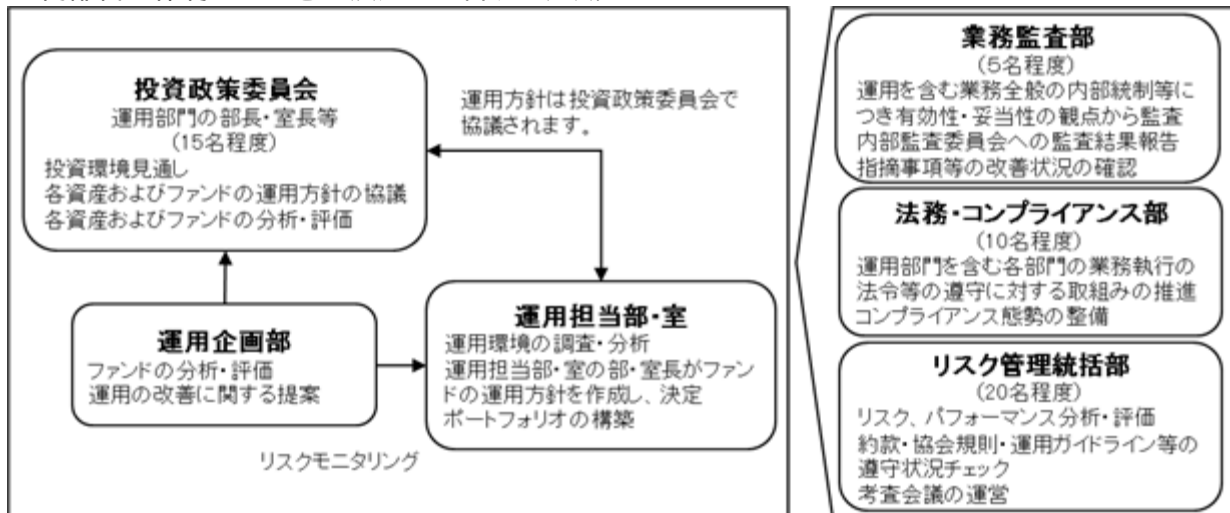 投資政策委員会
運用部門の部長・室長等
(15名程度)
投資環境見通し
各資産およびファンドの運用方針の協議
各資産およびファンドの分析・評価
運用方針は投資政策委員会で
協議されます。
運用企画部
ファンドの分析・評価
運用の改善に関する提案
運用担当部・室
運用環境の調査・分析
運用担当部・室の部・室長がファン
ドの運用方針を作成し、決定
ポートフォリオの構築
リスクモニタリング
業務監査部
(5名程度)
運用を含む業務全般の内部統制等に
つき有効性・妥当性の観点から監査
内部監査委員会への監査結果報告
指摘事項等の改善状況の確認
法務・コンプライアンス部
(10名程度)
運用部門を含む各部門の業務執行の
法令等の遵守に対する取組みの推進
コンプライアンス態勢の整備
リスク管理統括部
(20名程度)
リスク、パフォーマンス分析・評価
約款・協会規則・運用ガイドライン等の
遵守状況チェック
考査会議の運営